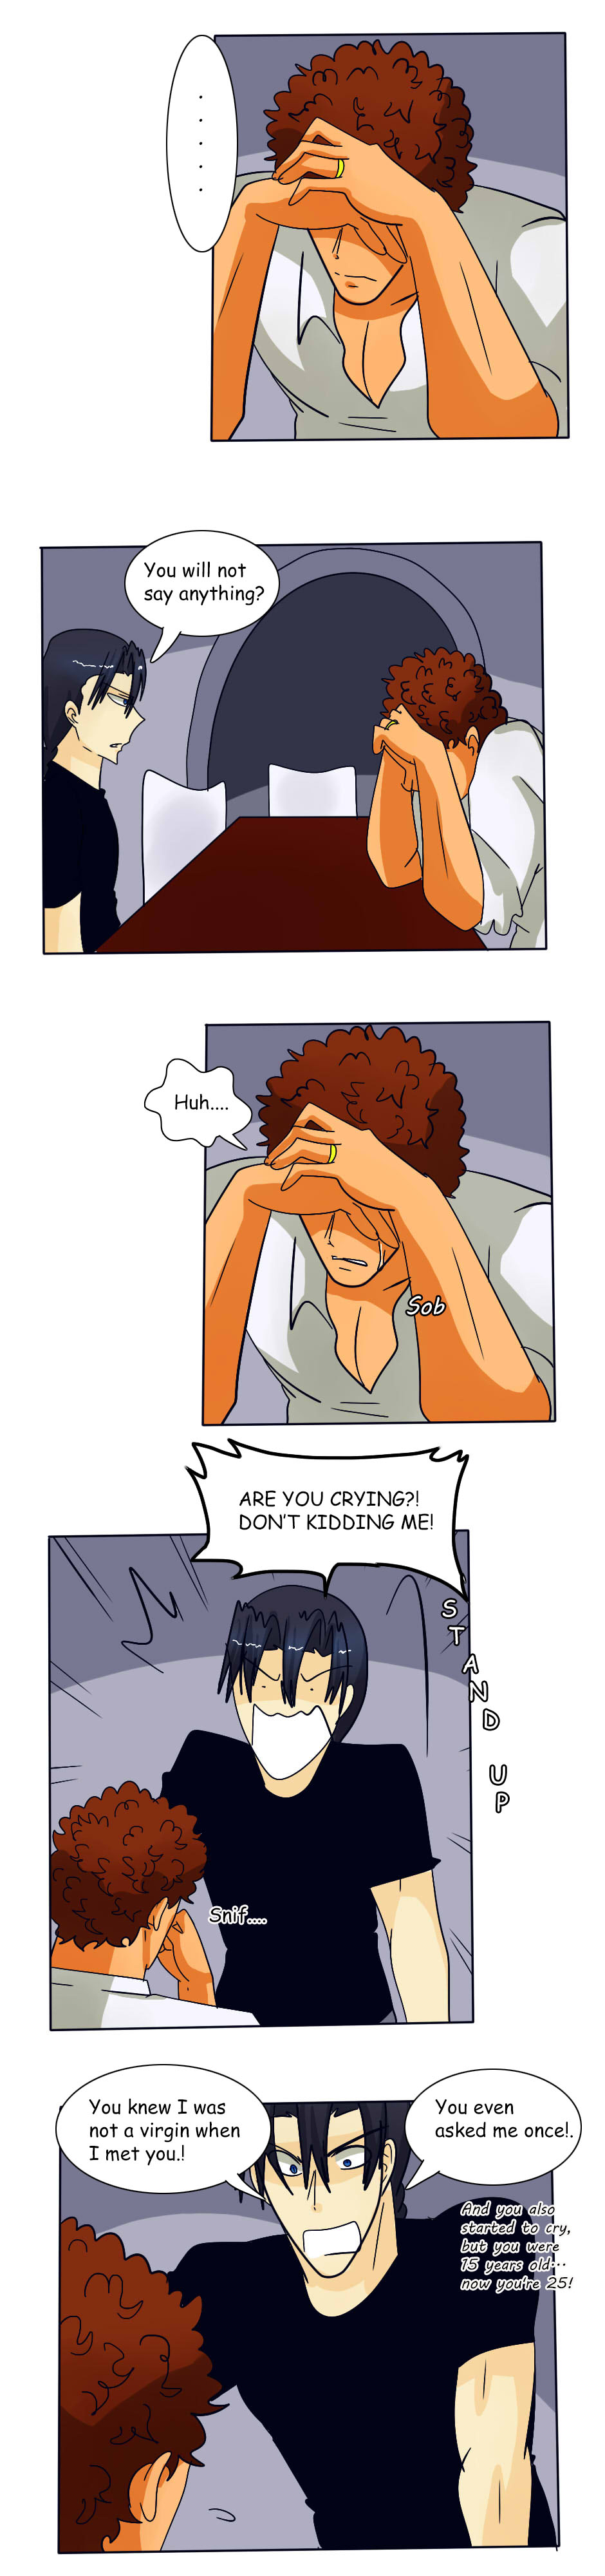 .....
You will not
say anything?
Huh....
Sob
ARE YOU CRYING?!
DON'T KIDDING ME!
STAND UP
Snif....
You knew I was
not a virgin when
I met you.!
You even
asked me once!.
And you also
started to cry,
but you were
15 years old...
now you're 25!